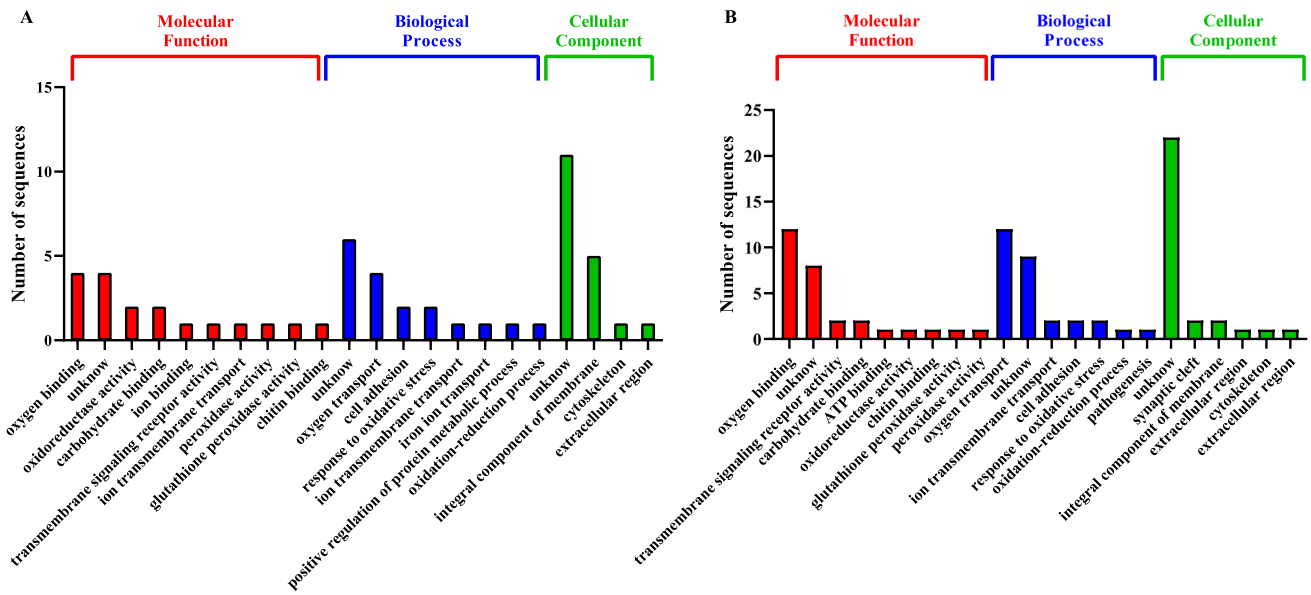 A
Molecular
Function
Biological
Process
Cellular
Component
Number of sequences
15
10
5
0
oxygen binding
unknow
oxidoreductase activity
carbohydrate binding
ion binding
transmembrane signaling receptor activity
ion transmembrane transport
peroxidase activity
glutathione peroxidase activity
chitin binding
unknow
oxygen transport
cell adhesion
response to oxidative stress
ion transmembrane transport
iron ion transport
positive regulation of protein metabolic process
oxidation-reduction process
unknow
integral component of membrane
cytoskeleton
extracellular region
B
Molecular
Function
Biological
Process
Cellular
Component
Number of sequences
25
20
15
10
5
0
oxygen binding
unknow
transmembrane signaling receptor activity
carbohydrate binding
ATP binding
oxidoreductase activity
chitin binding
glutathione peroxidase activity
peroxidase activity
oxygen transport
unknow
ion transmembrane transport
cell adhesion
response to oxidative stress
oxidation-reduction process
pathogenesis
unknow
synaptic cleft
integral component of membrane
extracellular region
cytoskeleton
extracellular region